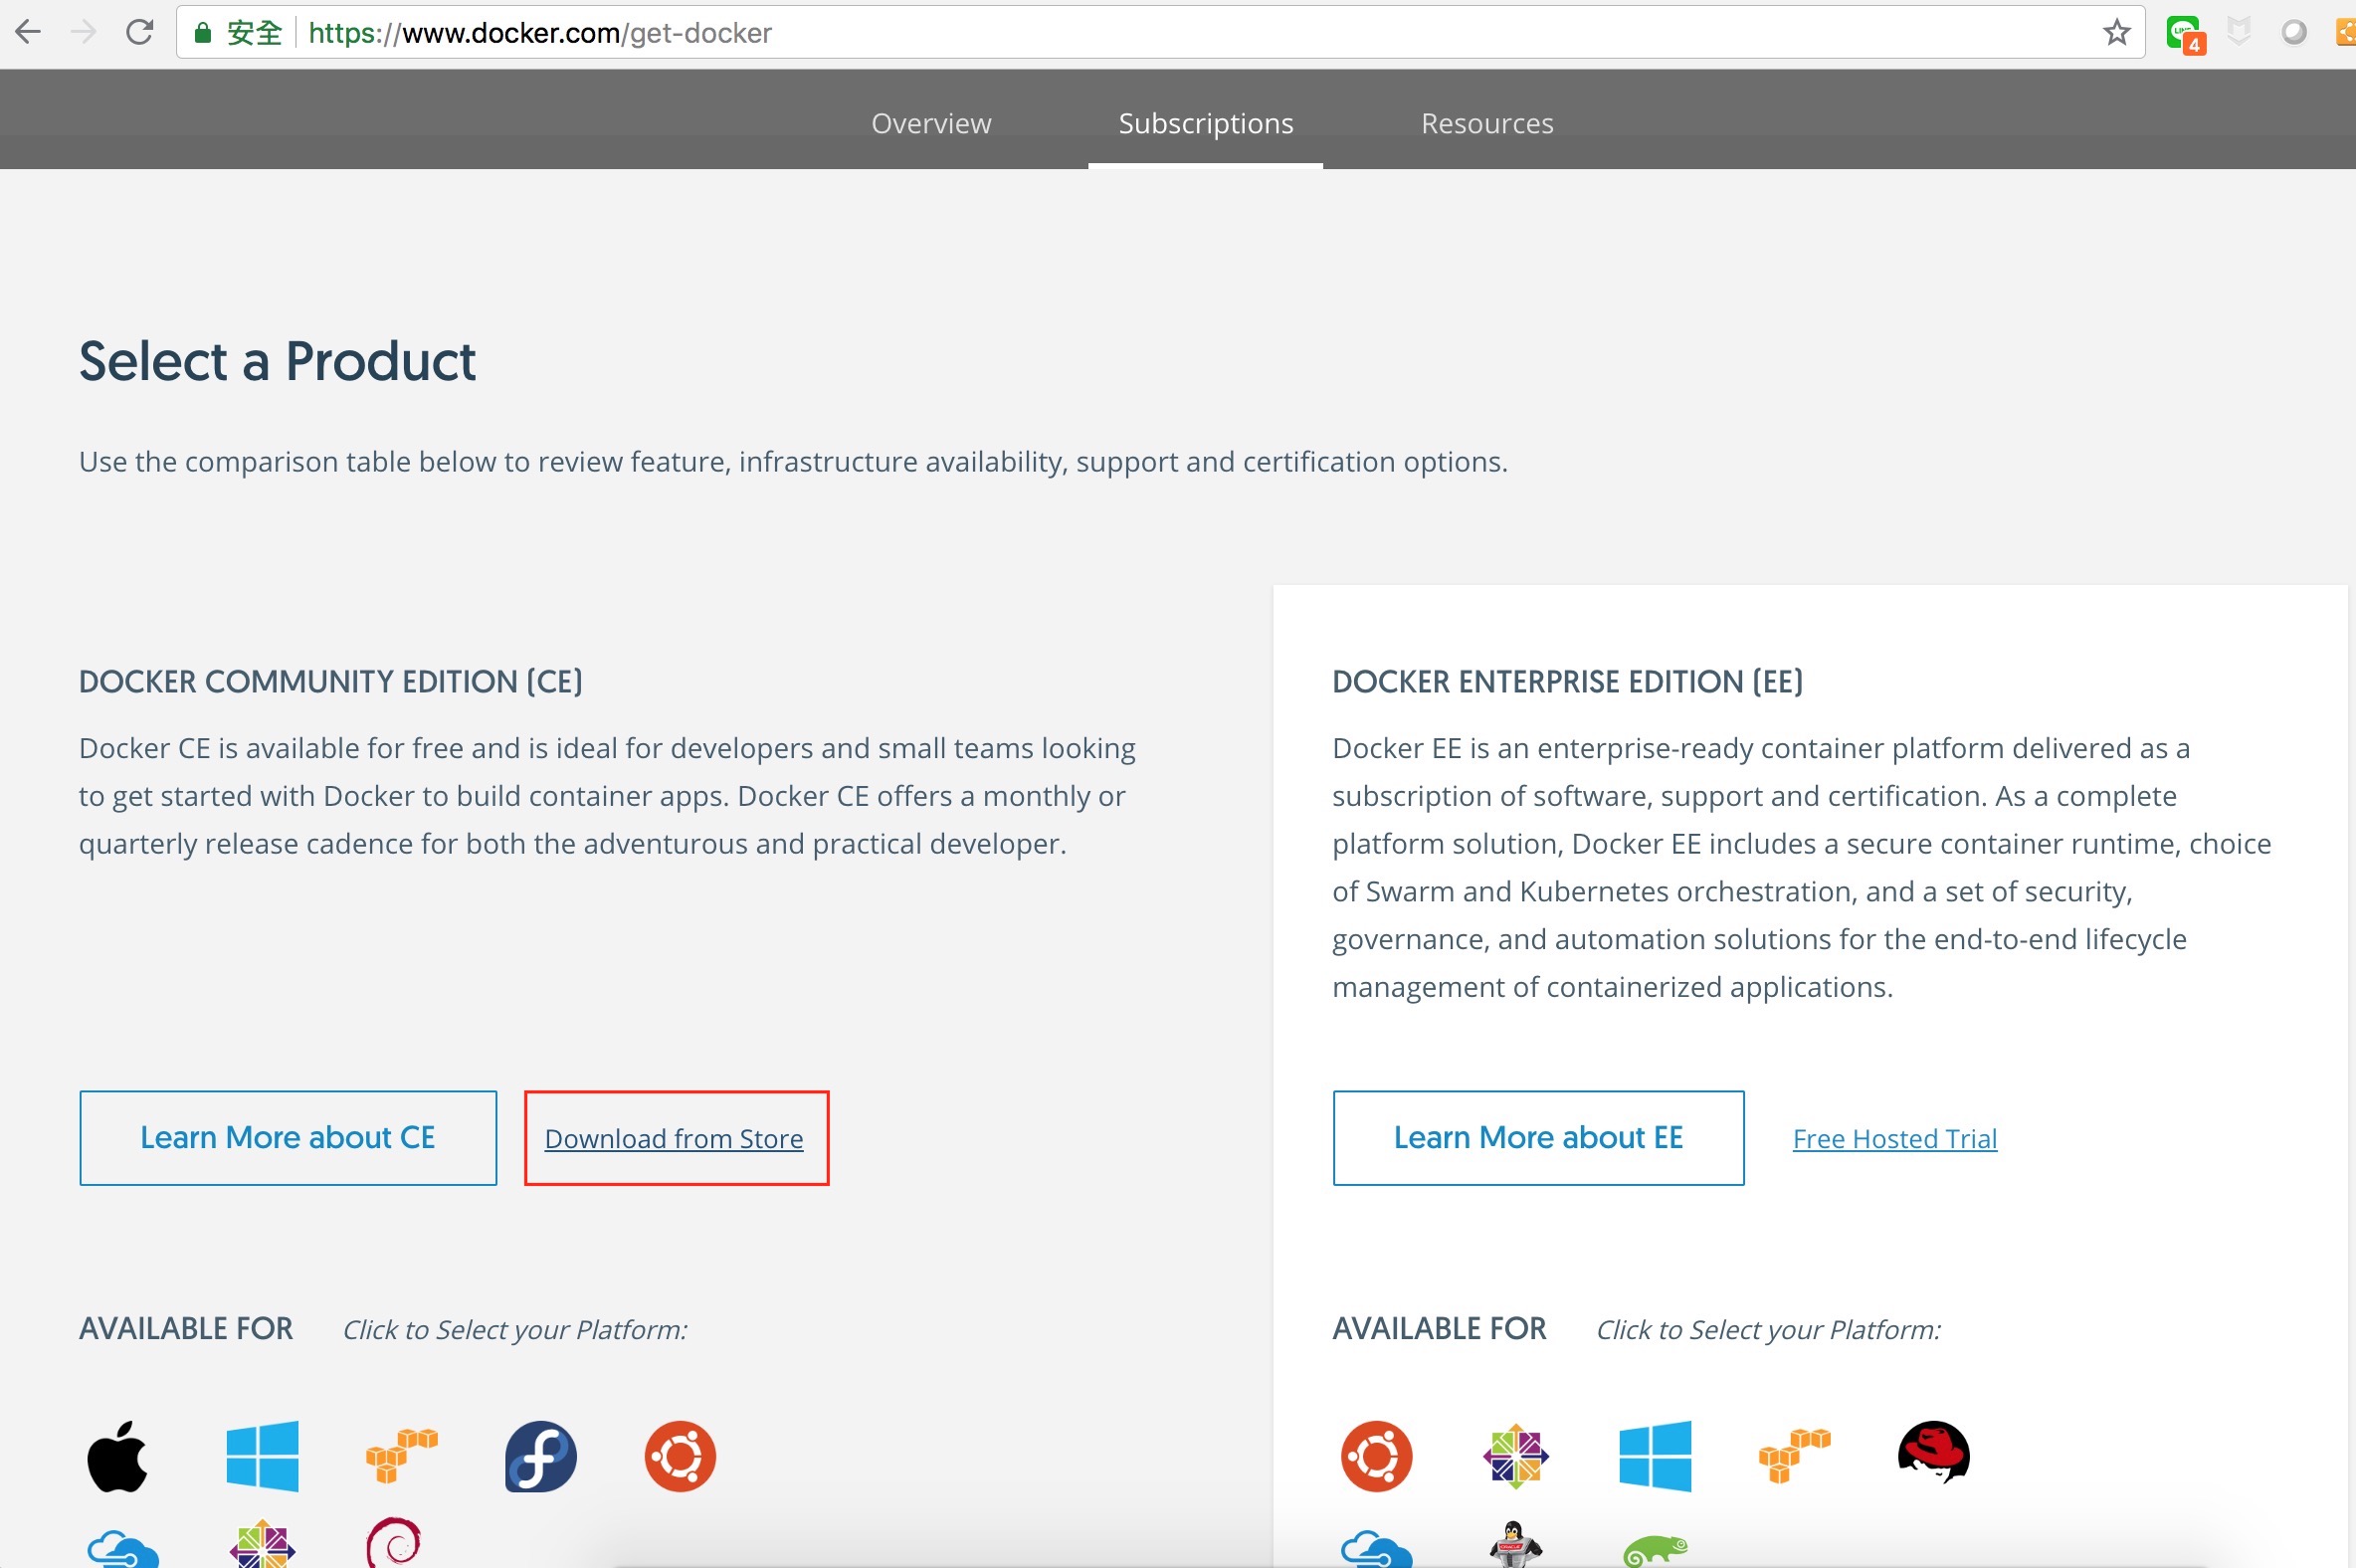 安全 https://www.docker.com/get-docker
4
Overview Subscriptions Resources
Select a Product
Use the comparison table below to review feature, infrastructure availability, support and certification options.
DOCKER COMMUNITY EDITION (CE)
Docker CE is available for free and is ideal for developers and small teams looking
to get started with Docker to build container apps. Docker CE offers a monthly or
quarterly release cadence for both the adventurous and practical developer.
Learn More about CE
Download from Store
AVAILABLE FOR Click to Select your Platform:
DOCKER ENTERPRISE EDITION (EE)
Docker EE is an enterprise-ready container platform delivered as a
subscription of software, support and certification. As a complete
platform solution, Docker EE includes a secure container runtime, choice
of Swarm and Kubernetes orchestration, and a set of security,
governance, and automation solutions for the end-to-end lifecycle
management of containerized applications.
Learn More about EE
Free Hosted Trial
AVAILABLE FOR Click to Select your Platform: